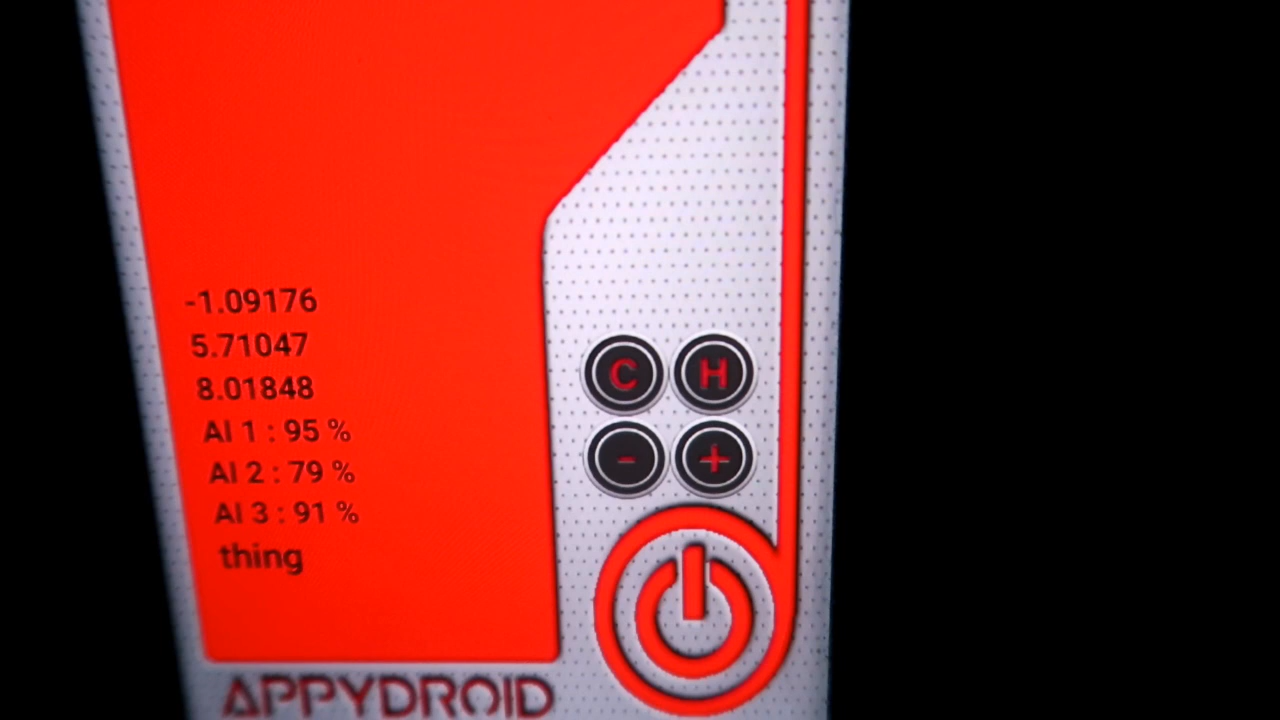 -1.09176
5.71047
8.01848
AI 1 : 95 %
AI 2 : 79 %
AI 3 : 91 %
thing
C H
- +
APPYDROID